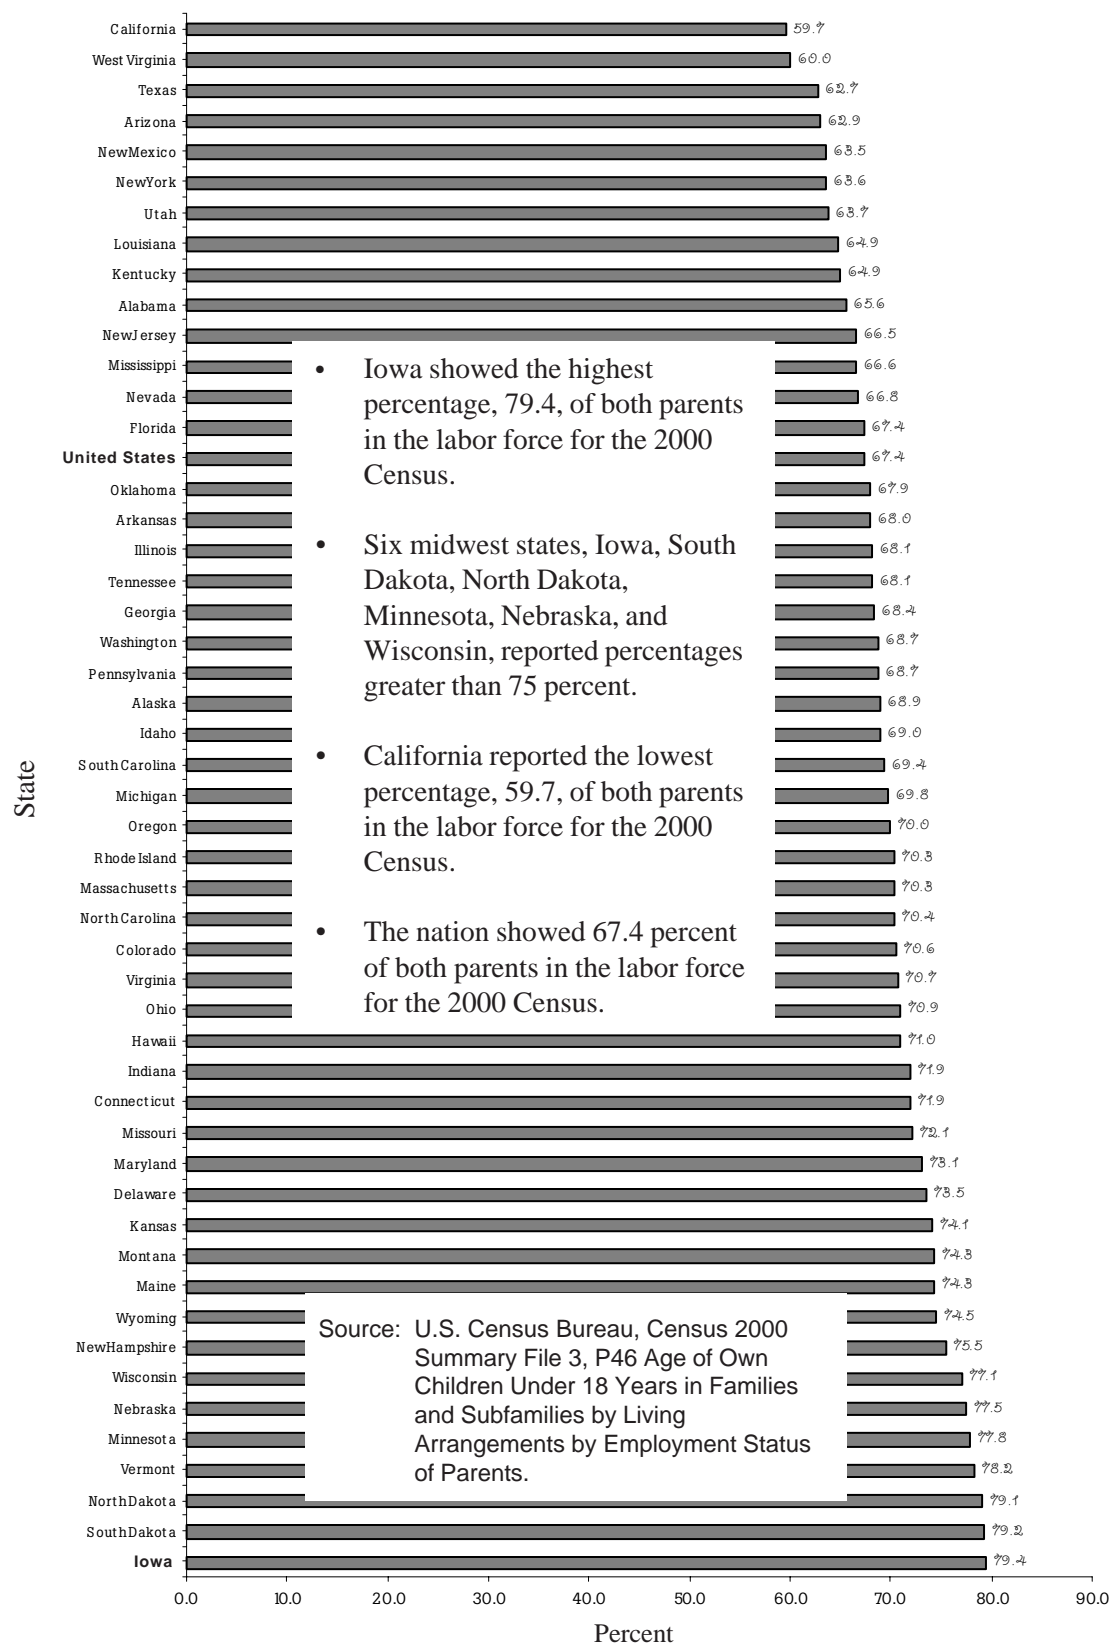 California 59.7
West Virginia 60.0
Texas 62.7
Arizona 62.9
NewMexico 63.5
NewYork 63.6
Utah 63.7
Louisiana 64.9
Kentucky 64.9
Alabama 65.6
NewJersey 66.5
Mississippi 66.6
Nevada 66.8
Florida 67.4
United States 67.4
Oklahoma 67.9
Arkansas 68.0
Illinois 68.1
Tennessee 68.1
Georgia 68.4
Washington 68.7
Pennsylvania 68.7
Alaska 68.9
Idaho 69.0
South Carolina 69.4
Michigan 69.8
Oregon 70.0
Rhode Island 70.3
Massachusetts 70.3
North Carolina 70.4
Colorado 70.6
Virginia 70.7
Ohio 70.9
Hawaii 71.0
Indiana 71.9
Connecticut 71.9
Missouri 72.1
Maryland 73.1
Delaware 73.5
Kansas 74.1
Montana 74.3
Maine 74.3
Wyoming 74.5
NewHampshire 75.5
Wisconsin 77.1
Nebraska 77.5
Minnesota 77.8
Vermont 78.2
NorthDakota 79.1
SouthDakota 79.2
Iowa 79.4
State
• Iowa showed the highest
percentage, 79.4, of both parents
in the labor force for the 2000
Census.
• Six midwest states, Iowa, South
Dakota, North Dakota,
Minnesota, Nebraska, and
Wisconsin, reported percentages
greater than 75 percent.
• California reported the lowest
percentage, 59.7, of both parents
in the labor force for the 2000
Census.
• The nation showed 67.4 percent
of both parents in the labor force
for the 2000 Census.
Source: U.S. Census Bureau, Census 2000
Summary File 3, P46 Age of Own
Children Under 18 Years in Families
and Subfamilies by Living
Arrangements by Employment Status
of Parents.
0.0 10.0 20.0 30.0 40.0 50.0 60.0 70.0 80.0 90.0
Percent